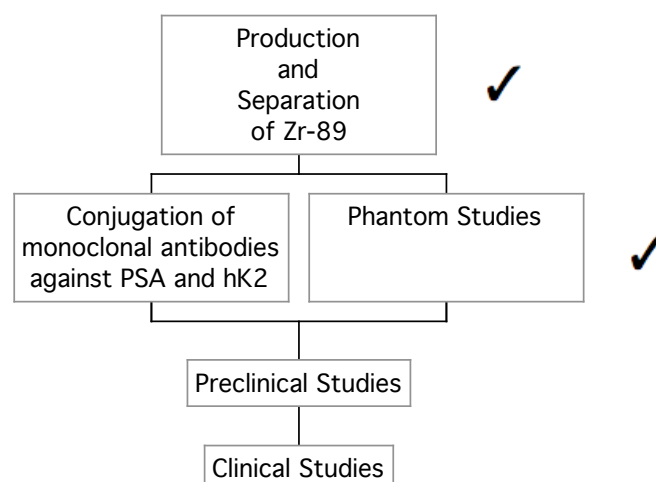 Production
and
Separation
of Zr-89
Conjugation of
monoclonal antibodies
against PSA and hK2
Phantom Studies
Preclinical Studies
Clinical Studies